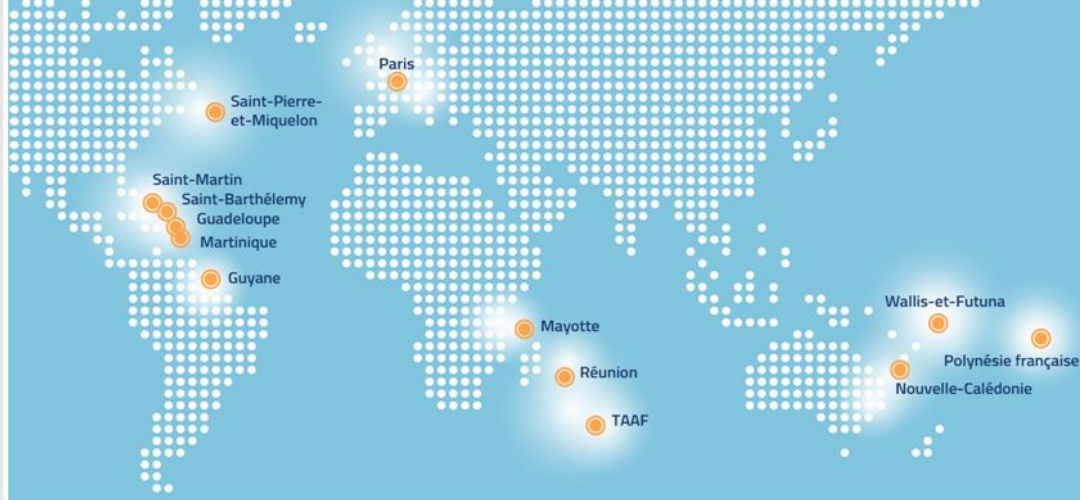 Paris
Saint-Pierre-
et-Miquelon
Saint-Martin
Saint-Barthélemy
Guadeloupe
Martinique
Guyane
Mayotte
Réunion
TAAF
Wallis-et-Futuna
Polynésie française
Nouvelle-Calédonie